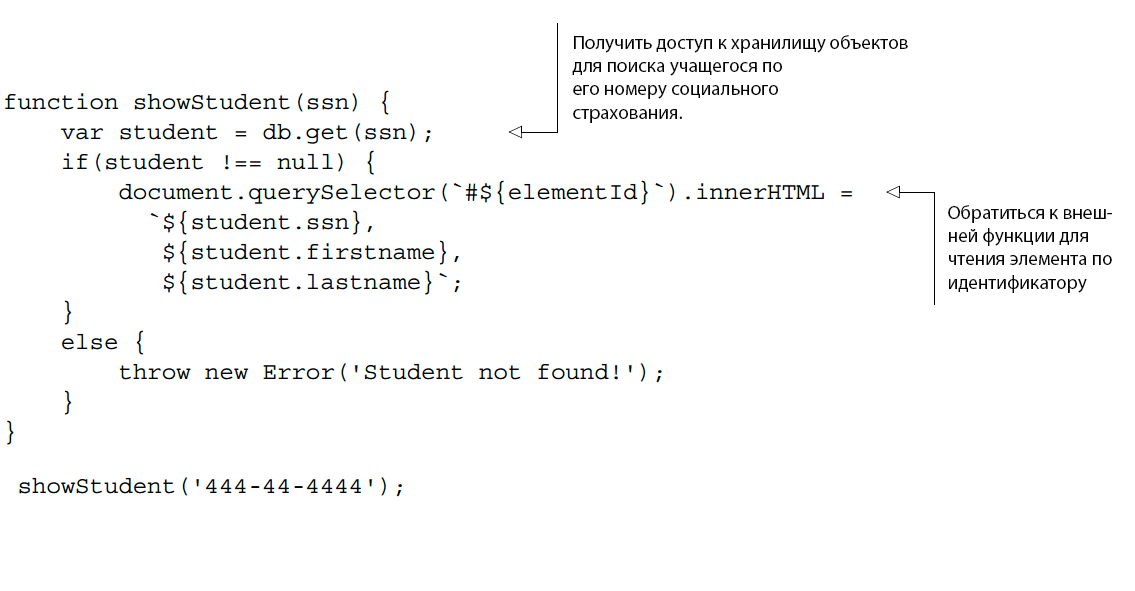 Получить доступ к хранилищу объектов
для поиска учащегося по
его номеру социального
страхования.
function showStudent(ssn) {
    var student = db.get(ssn);
    if(student !== null) {
        document.querySelector(`#${elementId}`).innerHTML =
          `${student.ssn},
           ${student.firstname},
           ${student.lastname}`;
Обратиться к внеш-
ней функции для
чтения элемента по
идентификатору
    }
    else {
        throw new Error('Student not found!');
    }
}
showStudent('444-44-4444');